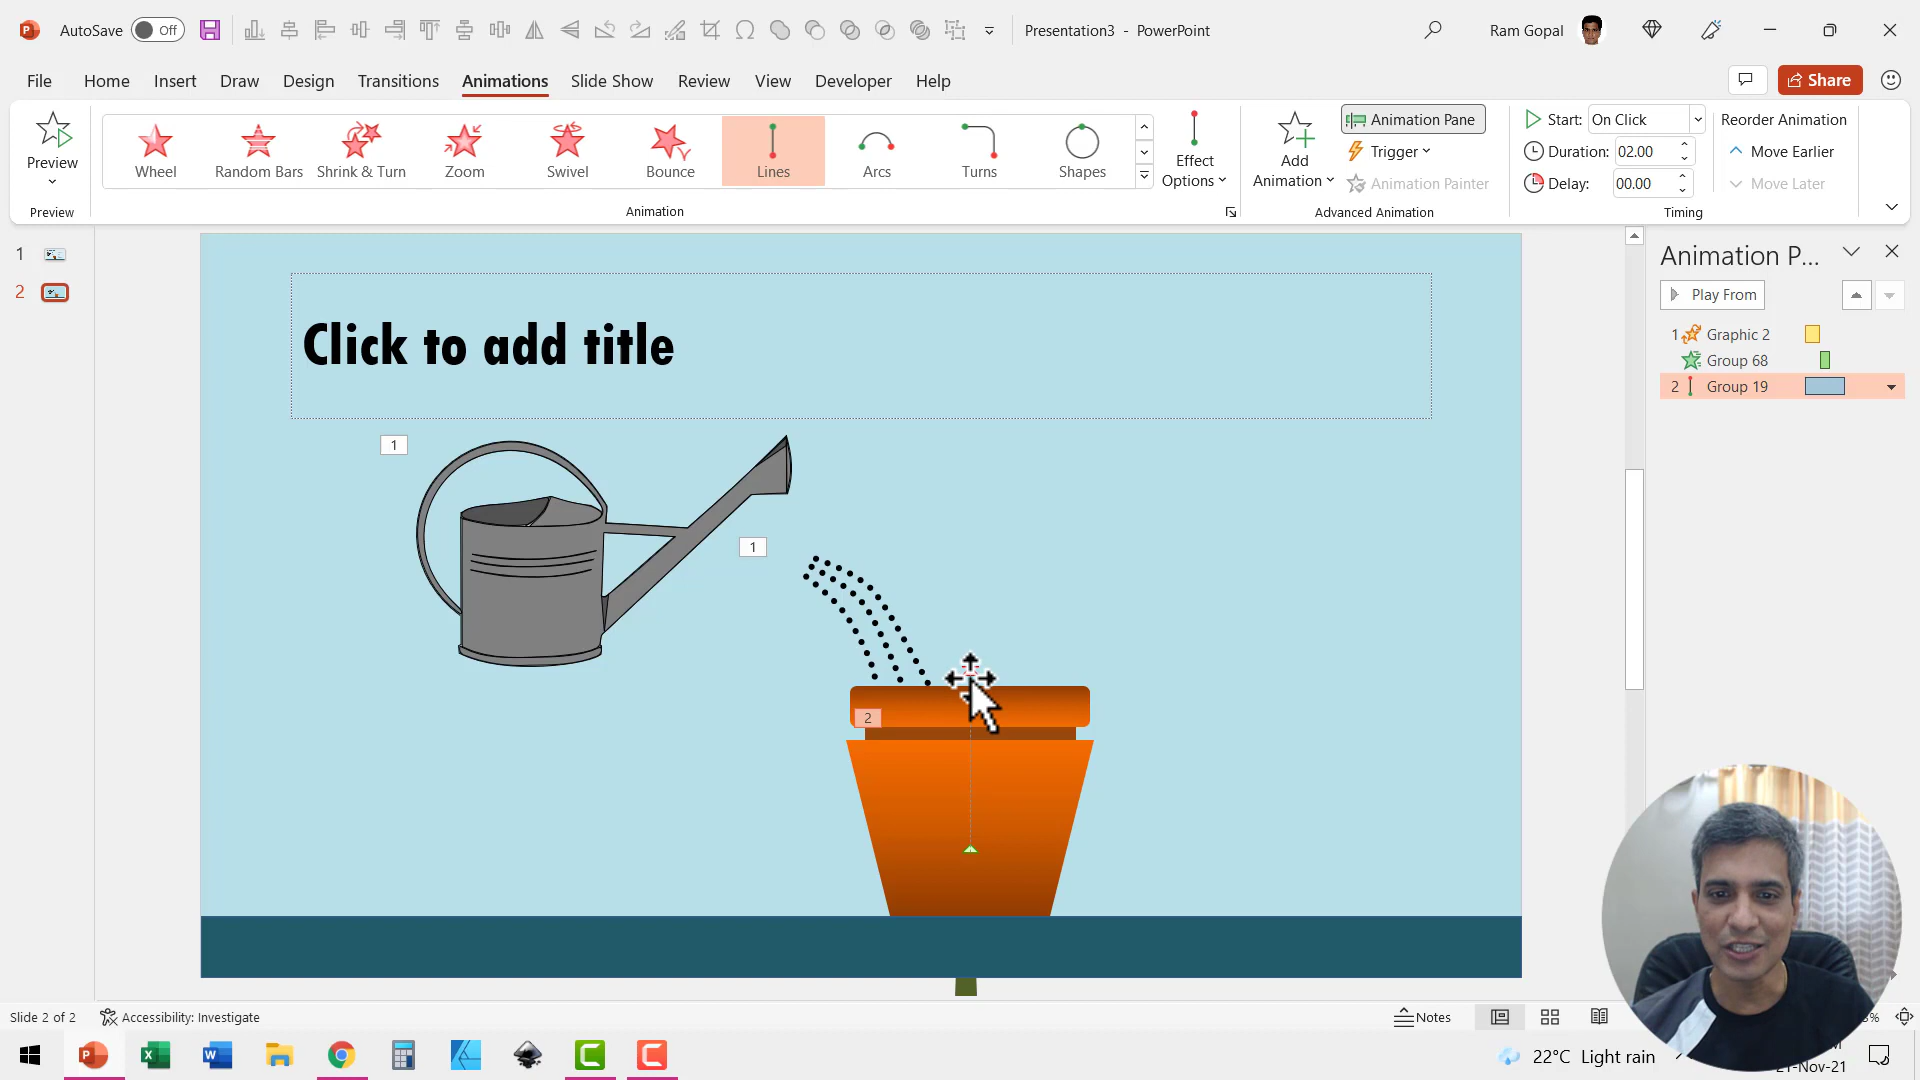 AutoSave Off Presentation3 - PowerPoint Ram Gopal
File Home Insert Draw Design Transitions Animations Slide Show Review View Developer Help Share
Preview
Wheel Random Bars Shrink & Turn Zoom Swivel Bounce Lines Arcs Turns Shapes
Effect Options
Add Animation
Animation Pane
Trigger
Animation Painter
Start: On Click
Duration: 02.00
Delay: 00.00
Reorder Animation
Move Earlier
Move Later
Preview Animation Advanced Animation Timing
1
2
Click to add title
1
1
2
Animation P...
Play From
1 Graphic 2
Group 68
2 Group 19
Slide 2 of 2 Accessibility: Investigate Notes
22°C Light rain
21-Nov-21